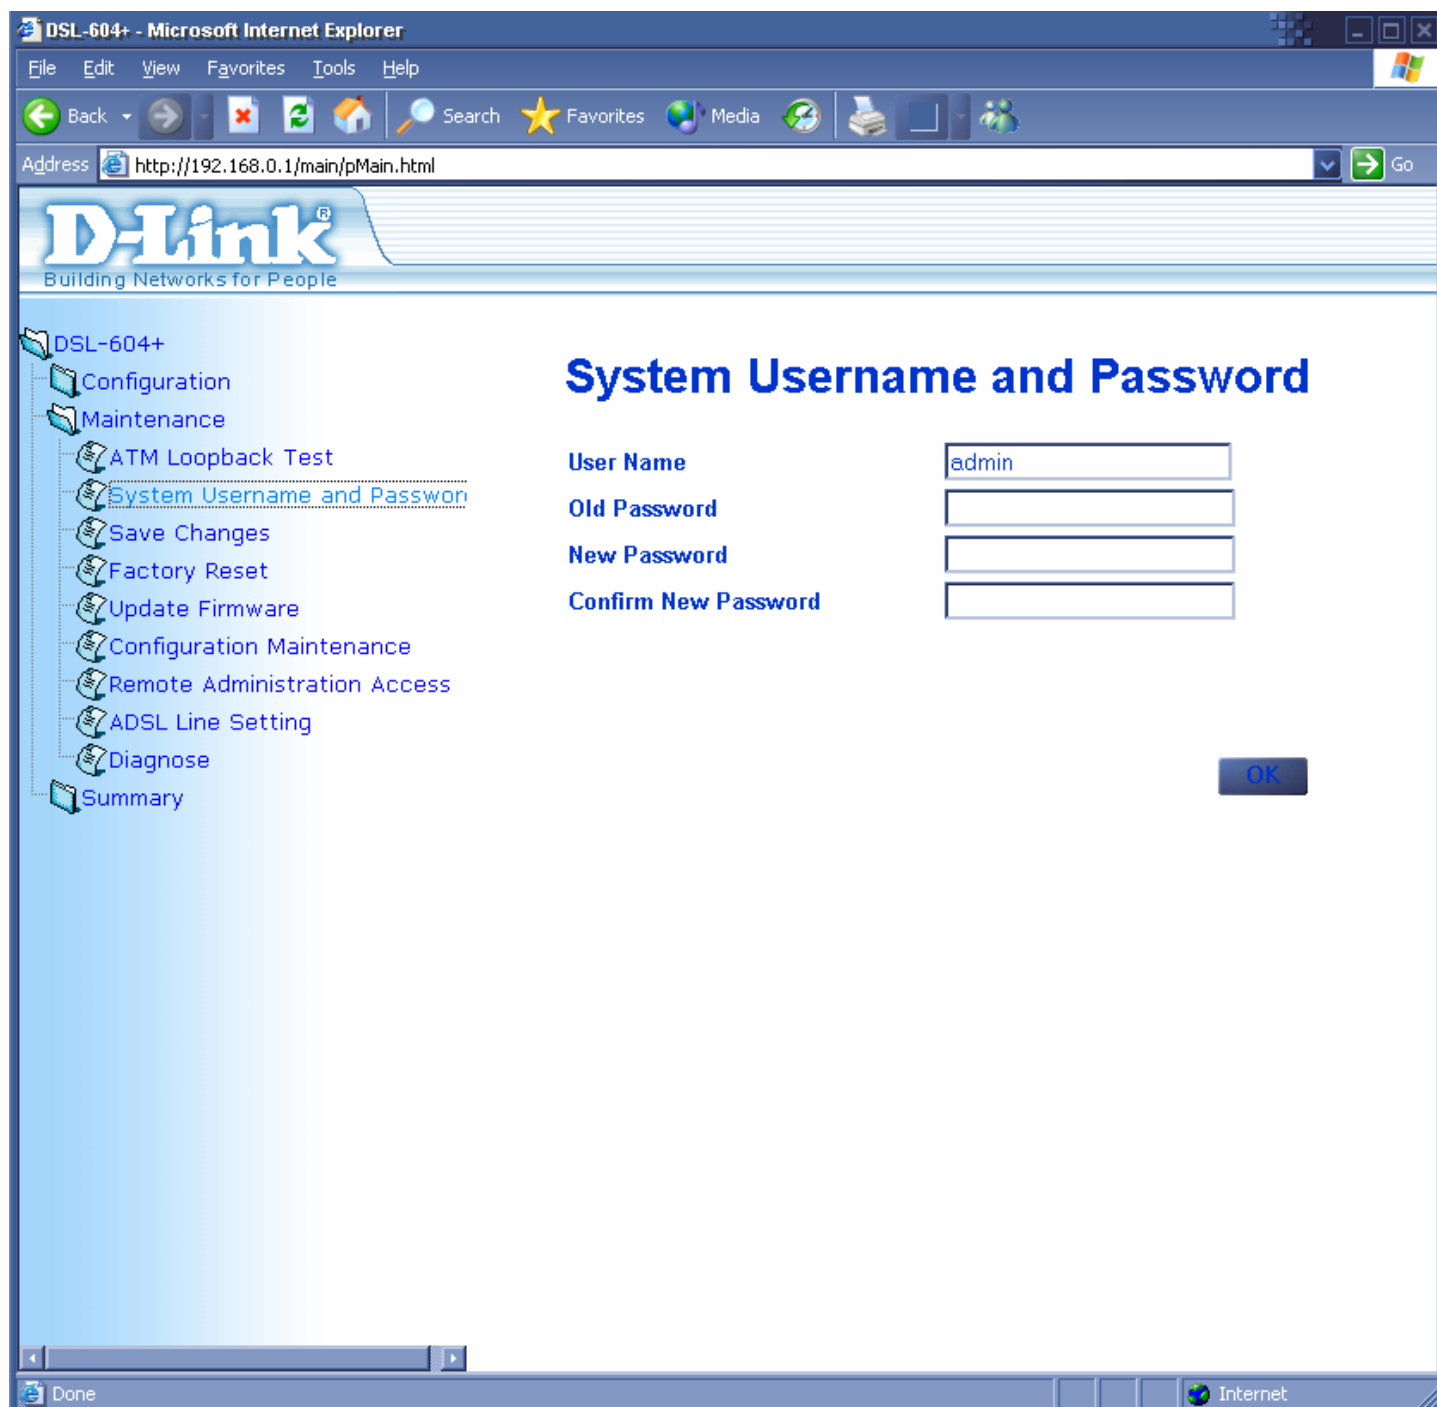 DSL-604+ - Microsoft Internet Explorer
File Edit View Favorites Tools Help
Back Search Favorites Media
Address http://192.168.0.1/main/pMain.html Go
D-Link®
Building Networks for People
DSL-604+
Configuration
Maintenance
ATM Loopback Test
System Username and Passwor
Save Changes
Factory Reset
Update Firmware
Configuration Maintenance
Remote Administration Access
ADSL Line Setting
Diagnose
Summary
System Username and Password
User Name admin
Old Password
New Password
Confirm New Password
OK
Done Internet